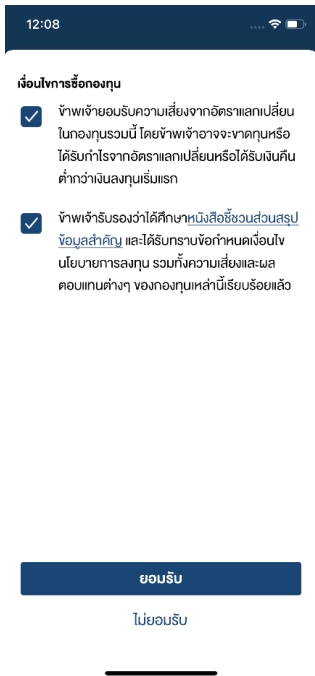 12:08
เงื่อนไขการซื้อกองทุน
ข้าพเจ้ายอมรับความเสี่ยงจากอัตราแลกเปลี่ยน
ในกองทุนรวมนี้ โดยข้าพเจ้าอาจจะขาดทุนหรือ
ได้รับกำไรจากอัตราแลกเปลี่ยนหรือได้รับเงินคืน
ต่ำกว่าเงินลงทุนเริ่มแรก
ข้าพเจ้ารับรองว่าได้ศึกษาหนังสือชี้ชวนส่วนสรุป
ข้อมูลสำคัญ และได้รับทราบข้อกำหนดเงื่อนไข
นโยบายการลงทุน รวมทั้งความเสี่ยงและผล
ตอบแทนต่างๆ ของกองทุนเหล่านี้เรียบร้อยแล้ว
ยอมรับ
ไม่ยอมรับ